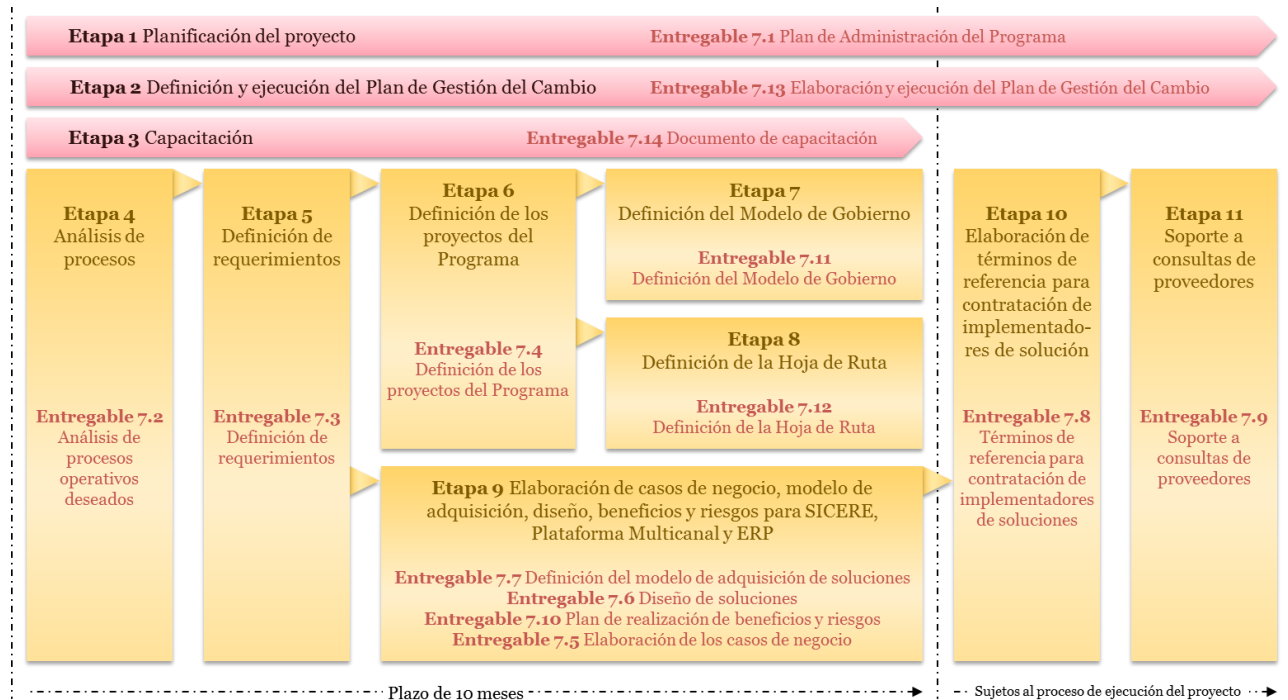 Etapa 1 Planificación del proyecto
Entregable 7.1 Plan de Administración del Programa
Etapa 2 Definición y ejecución del Plan de Gestión del Cambio
Entregable 7.13 Elaboración y ejecución del Plan de Gestión del Cambio
Etapa 3 Capacitación
Entregable 7.14 Documento de capacitación
Etapa 4
Análisis de
procesos
Entregable 7.2
Análisis de
procesos
operativos
deseados
Etapa 5
Definición de
requerimientos
Entregable 7.3
Definición de
requerimientos
Etapa 6
Definición de los
proyectos del
Programa
Entregable 7.4
Definición de los
proyectos del Programa
Etapa 7
Definición del Modelo de Gobierno
Entregable 7.11
Definición del Modelo de Gobierno
Etapa 8
Definición de la Hoja de Ruta
Entregable 7.12
Definición de la Hoja de Ruta
Etapa 9 Elaboración de casos de negocio, modelo de
adquisición, diseño, beneficios y riesgos para SICERE,
Plataforma Multicanal y ERP
Entregable 7.7 Definición del modelo de adquisición de soluciones
Entregable 7.6 Diseño de soluciones
Entregable 7.10 Plan de realización de beneficios y riesgos
Entregable 7.5 Elaboración de los casos de negocio
Etapa 10
Elaboración de
términos de
referencia para
contratación de
implementado-
res de solución
Entregable 7.8
Términos de
referencia para
contratación de
implementadores
de soluciones
Etapa 11
Soporte a
consultas de
proveedores
Entregable 7.9
Soporte a
consultas de
proveedores
Plazo de 10 meses
Sujetos al proceso de ejecución del proyecto